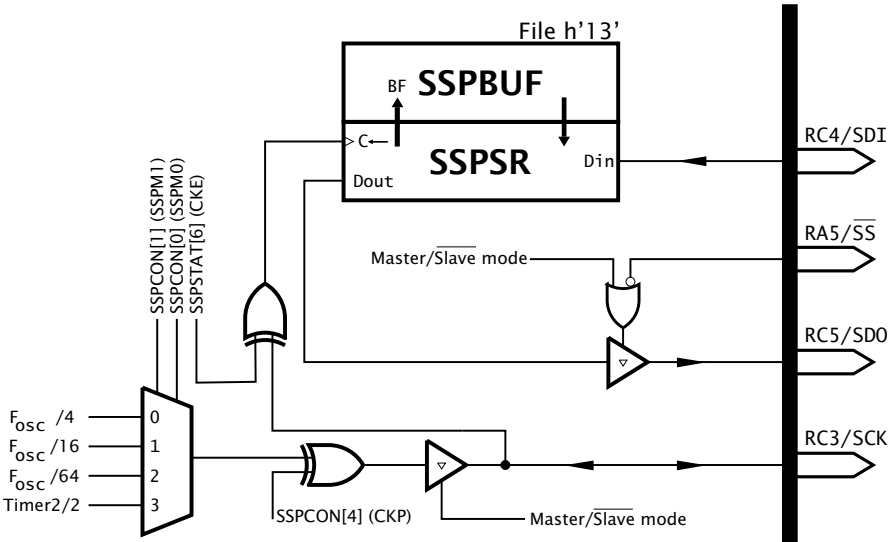 File h'13'
BF
SSPBUF
C
SSPSR
Din
Dout
RC4/SDI
RA5/SS
RC5/SDO
RC3/SCK
Master/Slave mode
SSPCON[1] (SSPM1)
SSPCON[0] (SSPM0)
SSPSTAT[6] (CKE)
Fosc /4
Fosc /16
Fosc /64
Timer2/2
0
1
2
3
SSPCON[4] (CKP)
Master/Slave mode